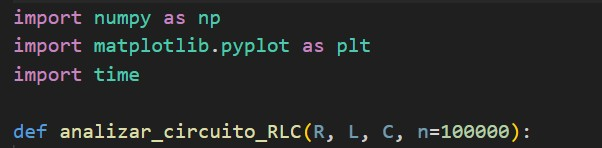 import numpy as np
import matplotlib.pyplot as plt
import time
def analizar_circuito_RLC(R, L, C, n=100000):